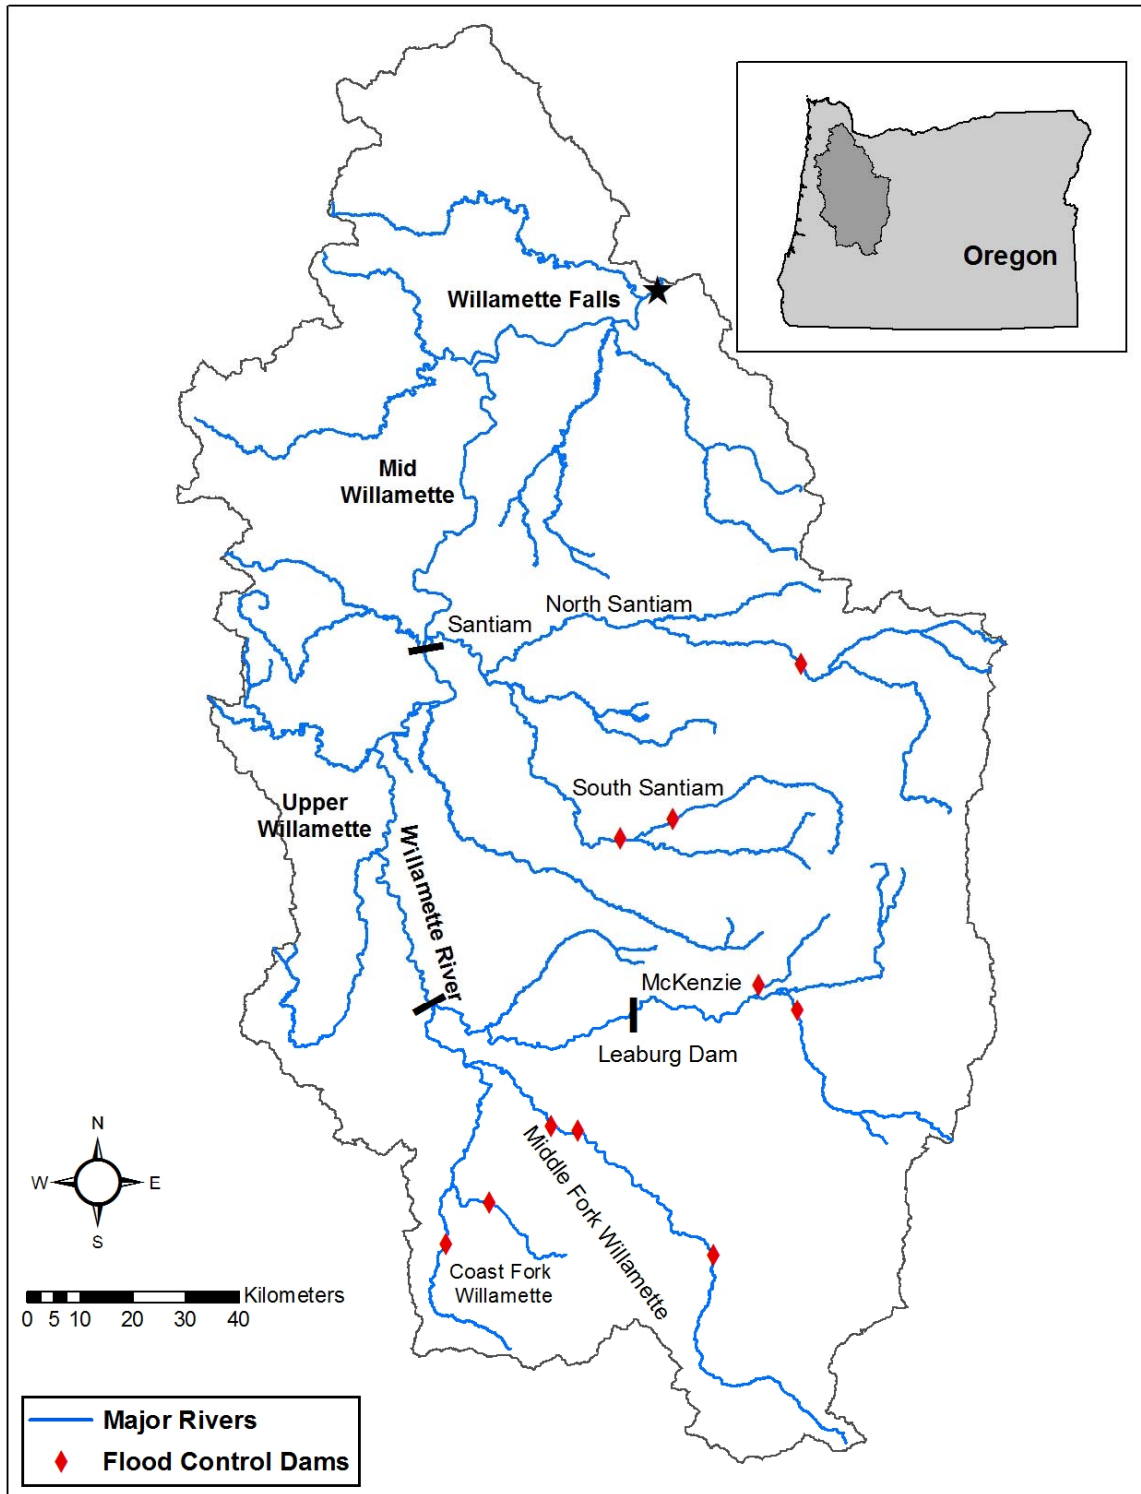 Oregon
Willamette Falls
Mid
Willamette
North Santiam
Santiam
South Santiam
Upper
Willamette
Willamette River
McKenzie
Leaburg Dam
Middle Fork Willamette
Coast Fork
Willamette
N
W
E
S
Kilometers
0 5 10 20 30 40
Major Rivers
Flood Control Dams